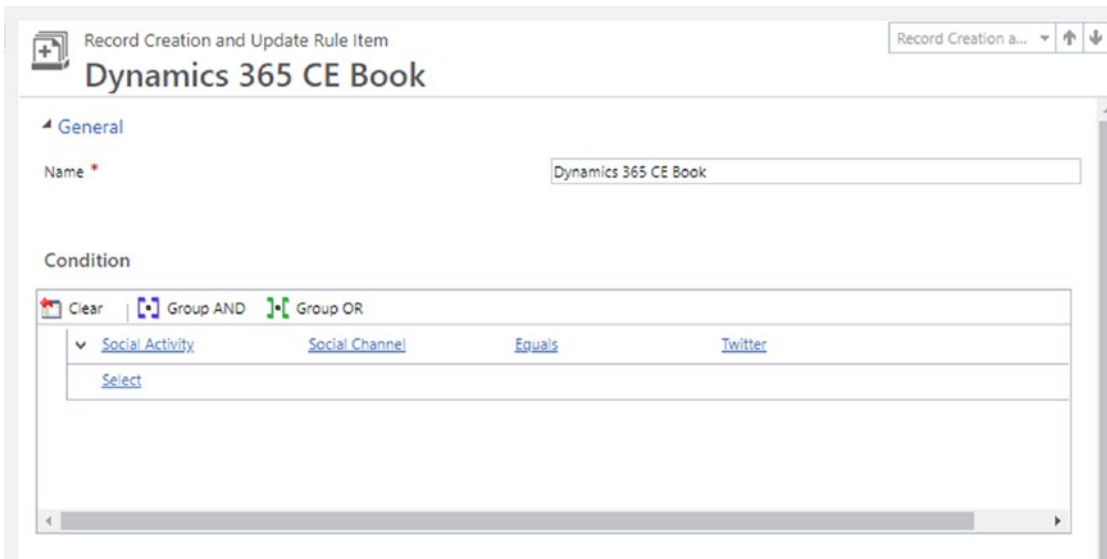 Record Creation and Update Rule Item
Record Creation a...
Dynamics 365 CE Book
General
Name * Dynamics 365 CE Book
Condition
Clear Group AND Group OR
Social Activity Social Channel Equals Twitter
Select